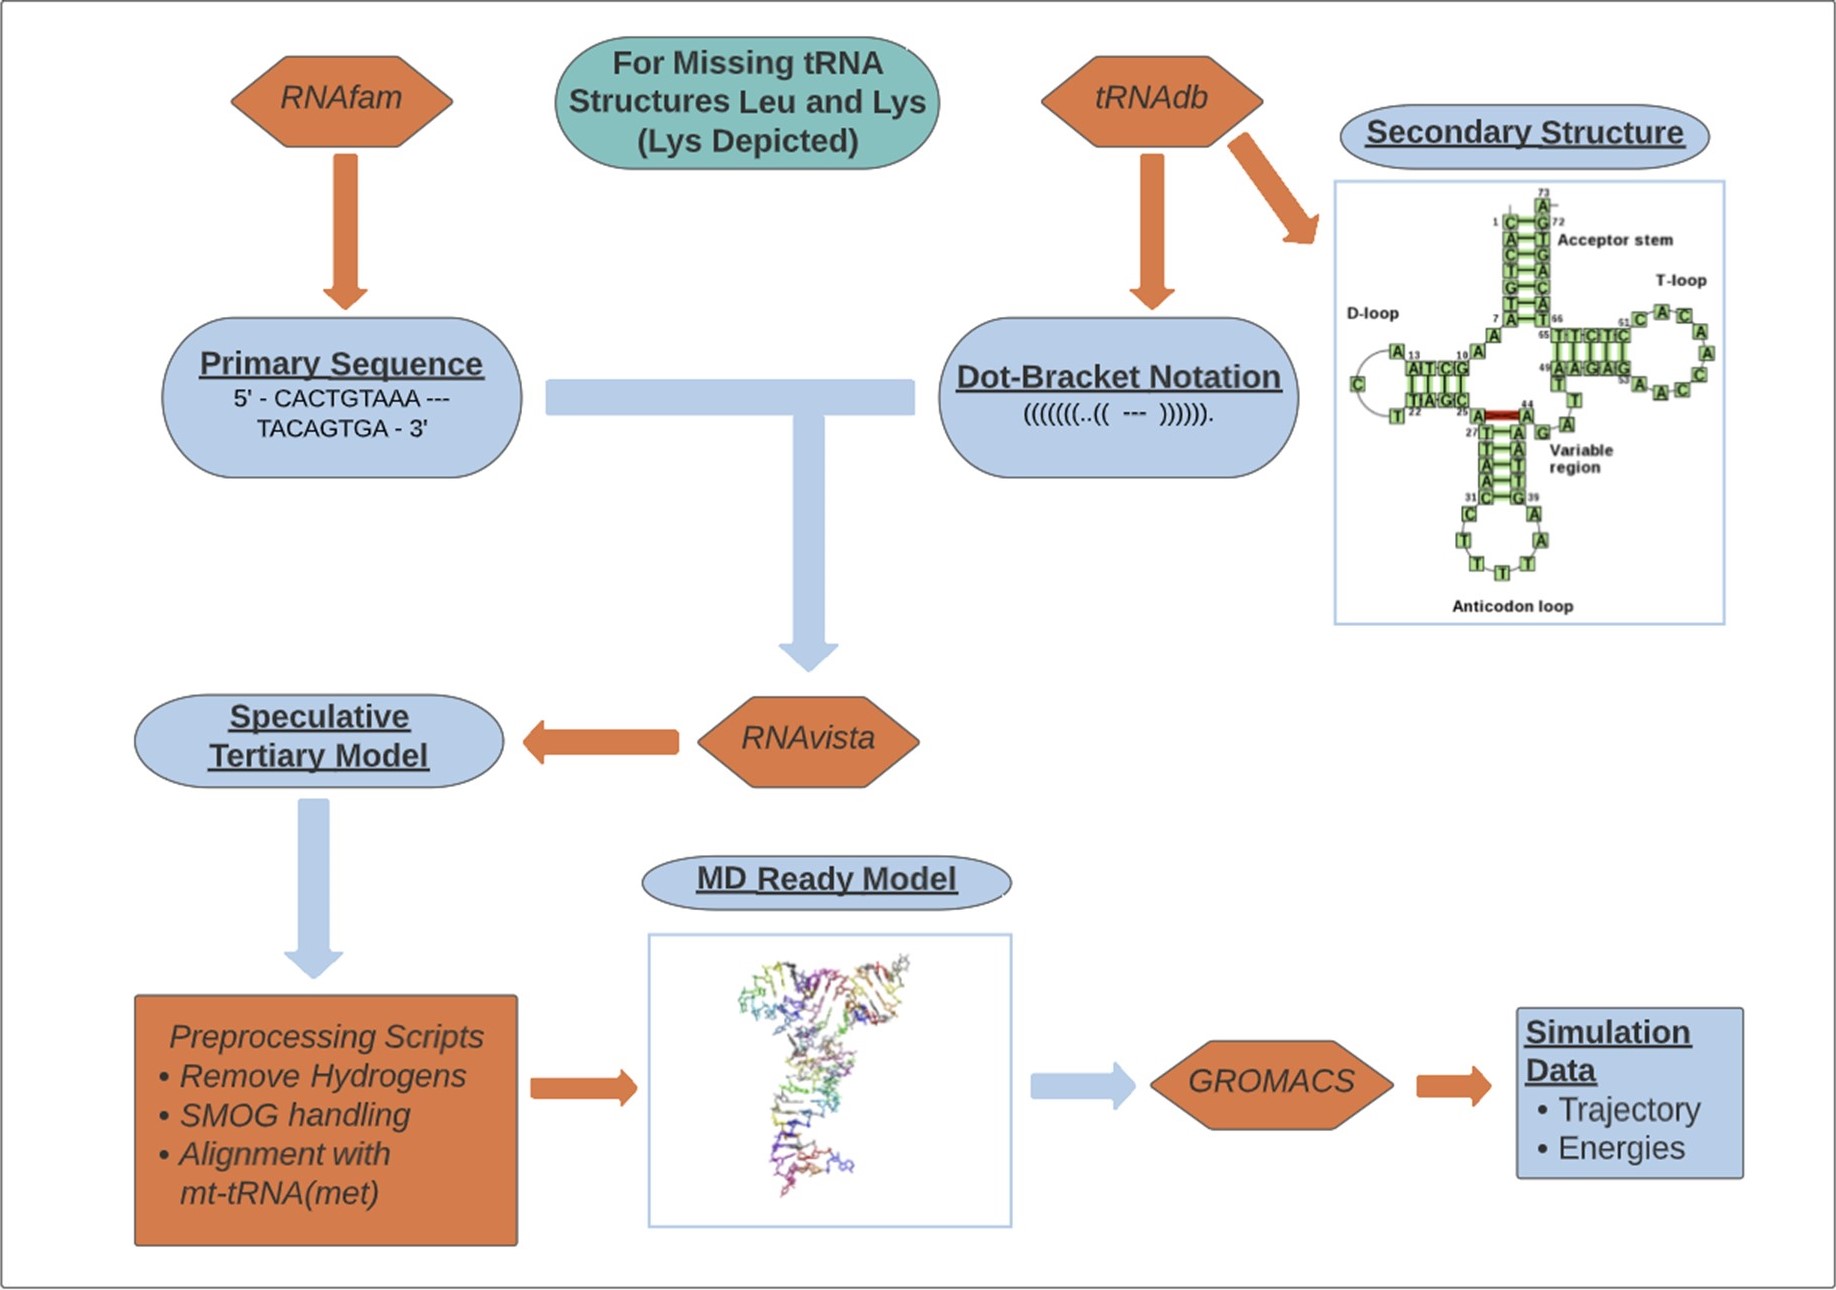 RNAfam
For Missing tRNA
Structures Leu and Lys
(Lys Depicted)
tRNAdb
Secondary Structure
Primary Sequence
5' - CACTGTAAA ---
TACAGTGA - 3'
Dot-Bracket Notation
(((((((..(( --- )))))).
73
1
72
Acceptor stem
T-loop
D-loop
7
66
65
61
13
10
49
53
22
25
44
27
Variable
region
31
39
Anticodon loop
RNAvista
Speculative
Tertiary Model
MD Ready Model
Preprocessing Scripts
• Remove Hydrogens
• SMOG handling
• Alignment with
mt-tRNA(met)
GROMACS
Simulation
Data
• Trajectory
• Energies